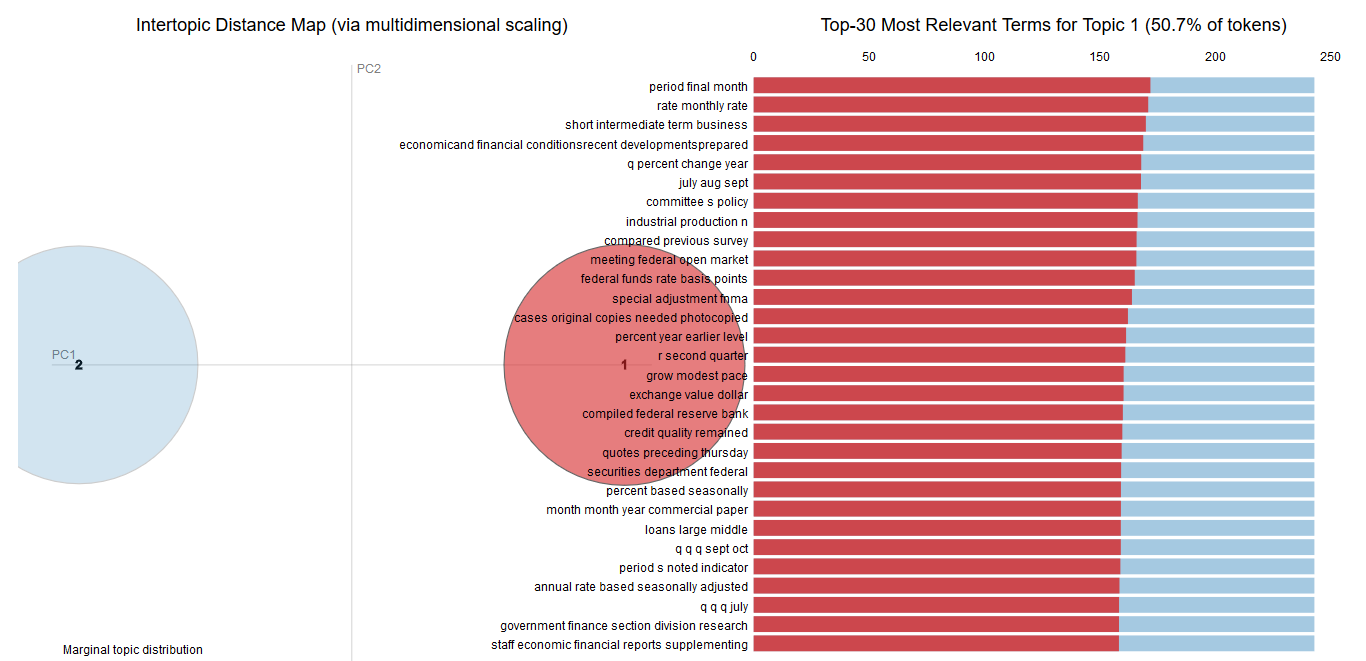 Intertopic Distance Map (via multidimensional scaling)
Top-30 Most Relevant Terms for Topic 1 (50.7% of tokens)
0 50 100 150 200 250
PC2
PC1
2
1
Marginal topic distribution
period final month
rate monthly rate
short intermediate term business
economicand financial conditionsrecent developmentsprepared
q percent change year
july aug sept
committee s policy
industrial production n
compared previous survey
meeting federal open market
federal funds rate basis points
special adjustment fnma
cases original copies needed photocopied
percent year earlier level
r second quarter
grow modest pace
exchange value dollar
compiled federal reserve bank
credit quality remained
quotes preceding thursday
securities department federal
percent based seasonally
month month year commercial paper
loans large middle
q q q sept oct
period s noted indicator
annual rate based seasonally adjusted
q q q july
government finance section division research
staff economic financial reports supplementing